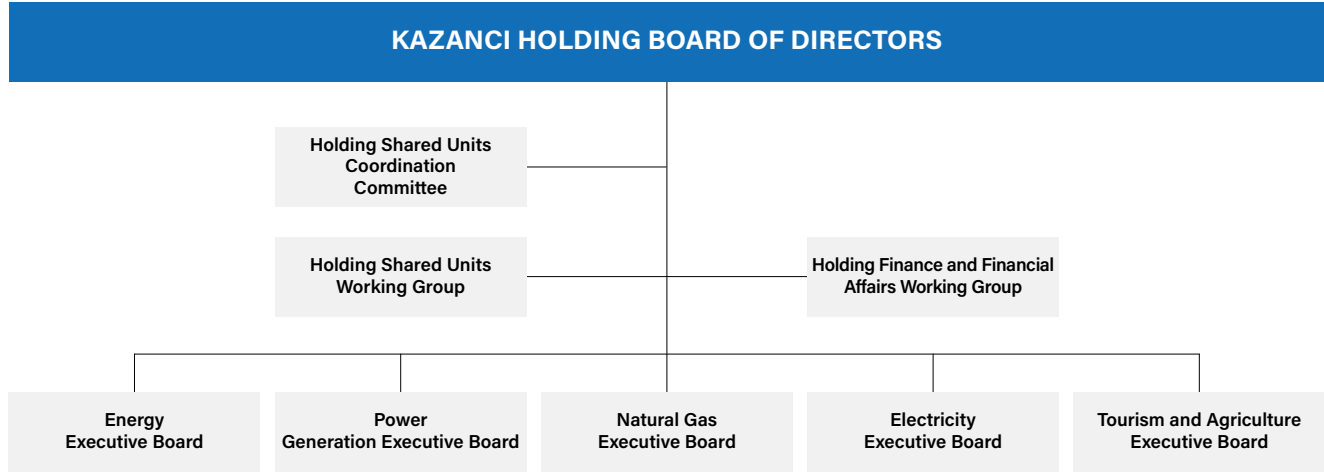 KAZANCI HOLDING BOARD OF DIRECTORS
Holding Shared Units
Coordination
Committee
Holding Shared Units
Working Group
Holding Finance and Financial
Affairs Working Group
Energy
Executive Board
Power
Generation Executive Board
Natural Gas
Executive Board
Electricity
Executive Board
Tourism and Agriculture
Executive Board